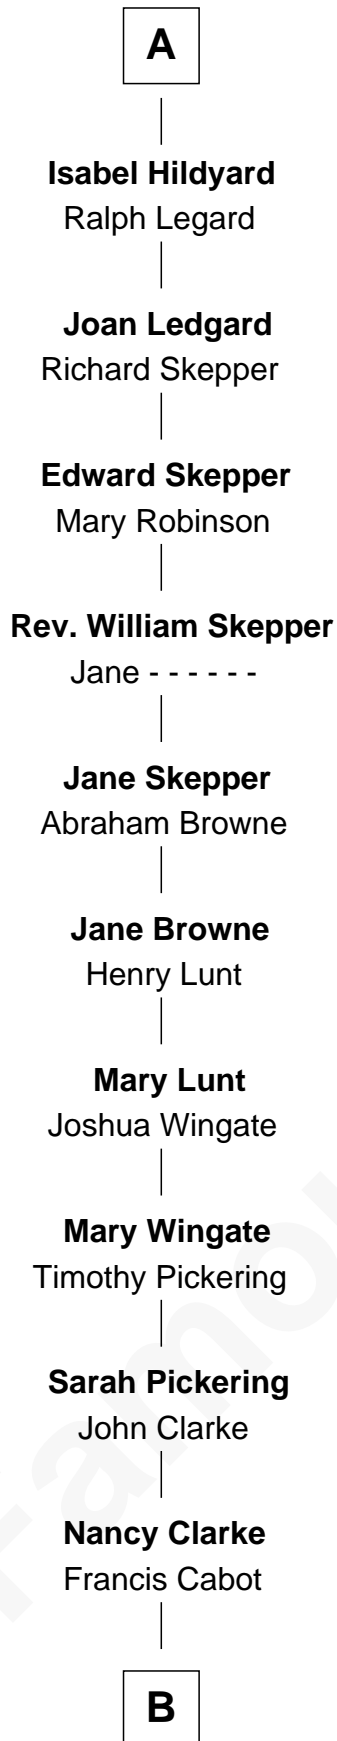 A
Isabel Hildyard
Ralph Legard
Joan Ledgard
Richard Skepper
Edward Skepper
Mary Robinson
Rev. William Skepper
Jane - - - - - -
Jane Skepper
Abraham Browne
Jane Browne
Henry Lunt
Mary Lunt
Joshua Wingate
Mary Wingate
Timothy Pickering
Sarah Pickering
John Clarke
Nancy Clarke
Francis Cabot
B